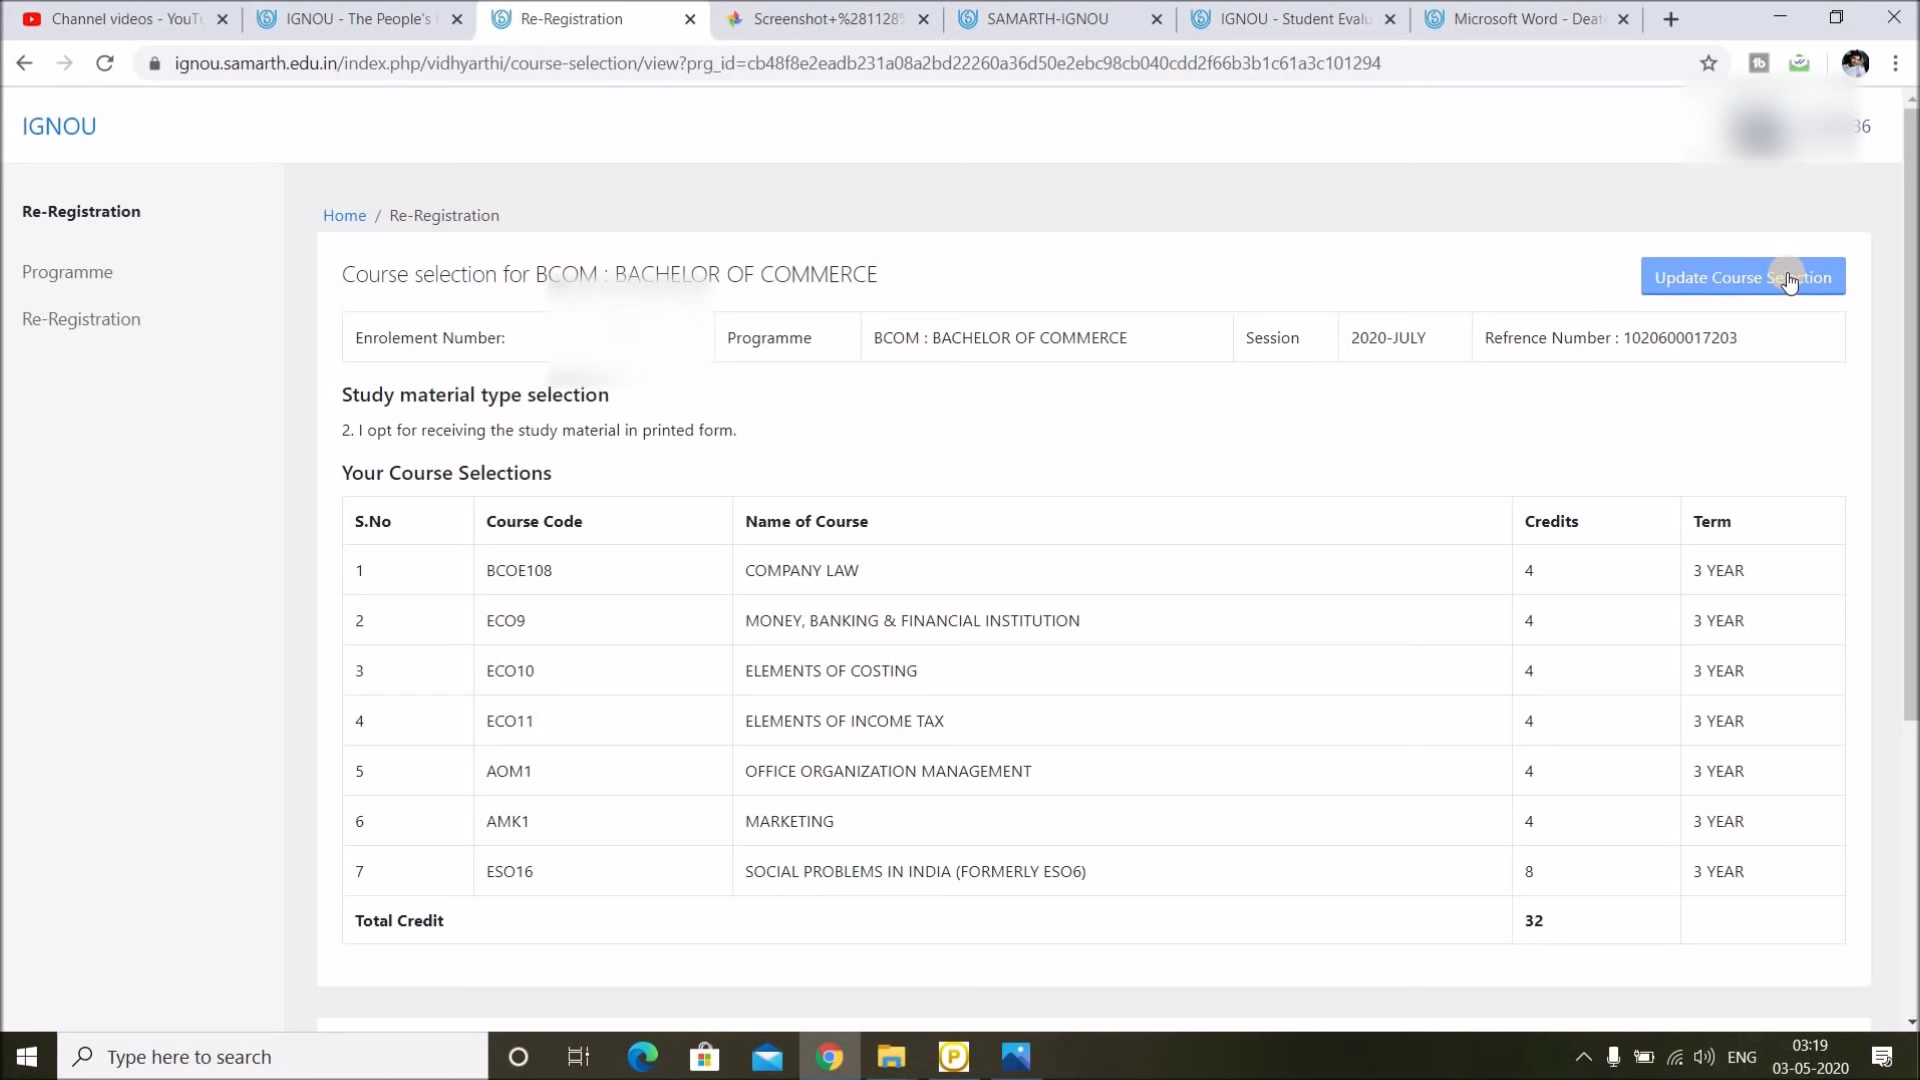 Channel videos - YouTu
IGNOU - The People's
Re-Registration
Screenshot+%281128%
SAMARTH-IGNOU
IGNOU - Student Evalu
Microsoft Word - Deat
ignou.samarth.edu.in/index.php/vidhyarthi/course-selection/view?prg_id=cb48f8e2eadb231a08a2bd22260a36d50e2ebc98cb040cdd2f66b3b1c61a3c101294
IGNOU
36
Re-Registration
Programme
Re-Registration
Home / Re-Registration
Course selection for BCOM : BACHELOR OF COMMERCE
Update Course Selection
Enrolement Number: Programme BCOM : BACHELOR OF COMMERCE Session 2020-JULY Refrence Number : 1020600017203
Study material type selection
2. I opt for receiving the study material in printed form.
Your Course Selections
S.No Course Code Name of Course Credits Term
1 BCOE108 COMPANY LAW 4 3 YEAR
2 ECO9 MONEY, BANKING & FINANCIAL INSTITUTION 4 3 YEAR
3 ECO10 ELEMENTS OF COSTING 4 3 YEAR
4 ECO11 ELEMENTS OF INCOME TAX 4 3 YEAR
5 AOM1 OFFICE ORGANIZATION MANAGEMENT 4 3 YEAR
6 AMK1 MARKETING 4 3 YEAR
7 ESO16 SOCIAL PROBLEMS IN INDIA (FORMERLY ESO6) 8 3 YEAR
Total Credit 32
Type here to search
ENG
03:19
03-05-2020